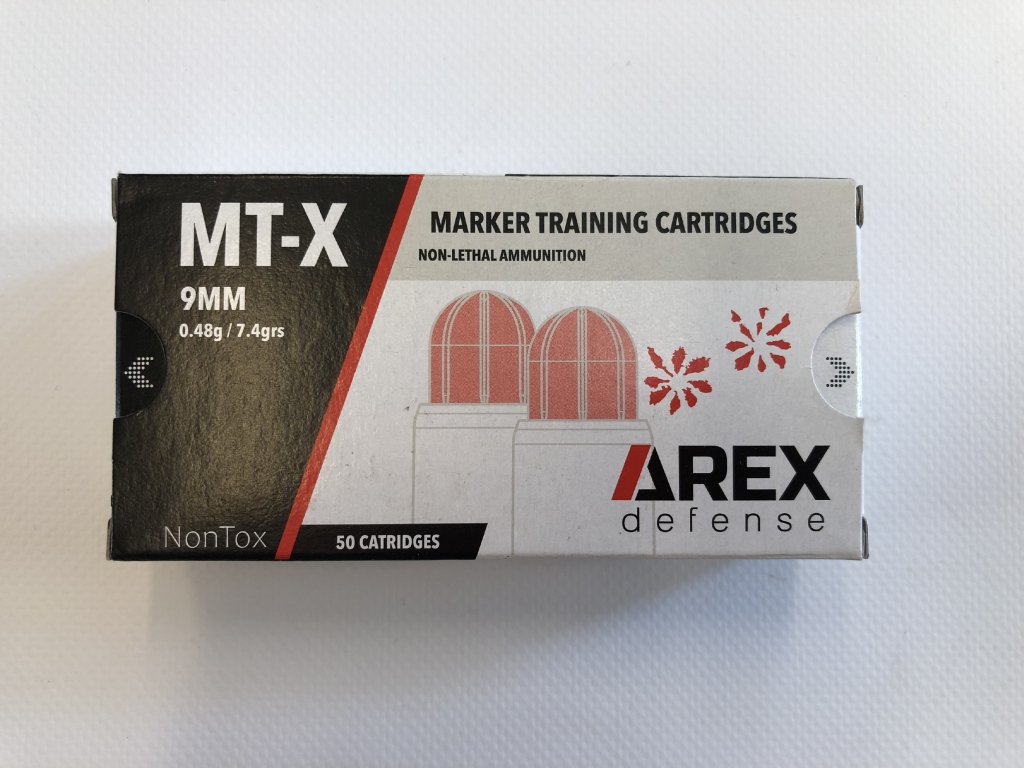 MT-X
9MM
0.48g / 7.4grs
MARKER TRAINING CARTRIDGES
NON-LETHAL AMMUNITION
AREX
defense
NonTox
50 CATRIDGES